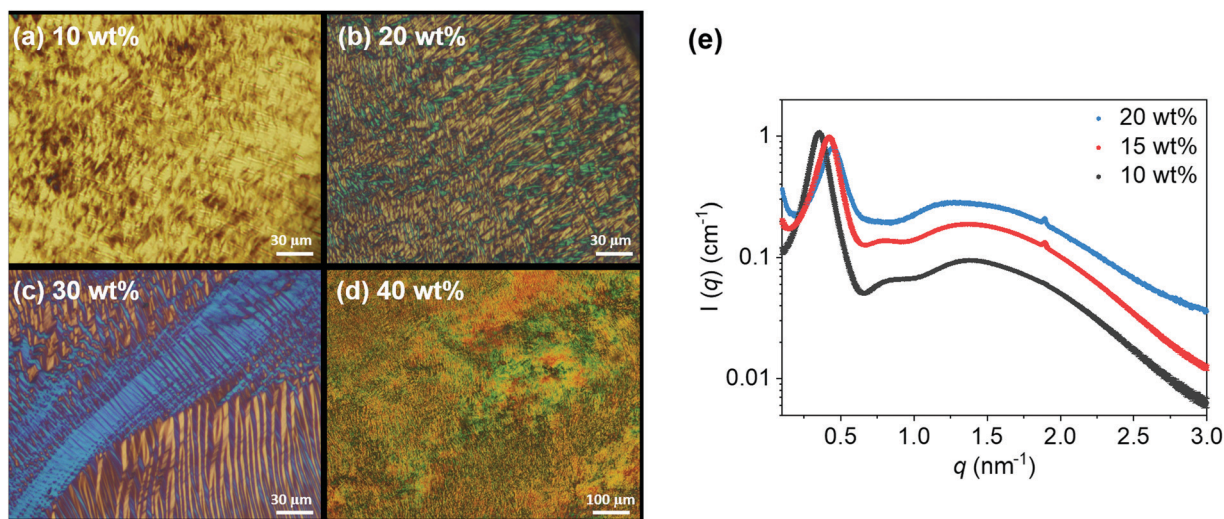 (a) 10 wt%
30 µm
(b) 20 wt%
30 µm
(c) 30 wt%
30 µm
(d) 40 wt%
100 µm
(e)
I (q) (cm⁻¹)
1
0.1
0.01
20 wt%
15 wt%
10 wt%
0.5 1.0 1.5 2.0 2.5 3.0
q (nm⁻¹)